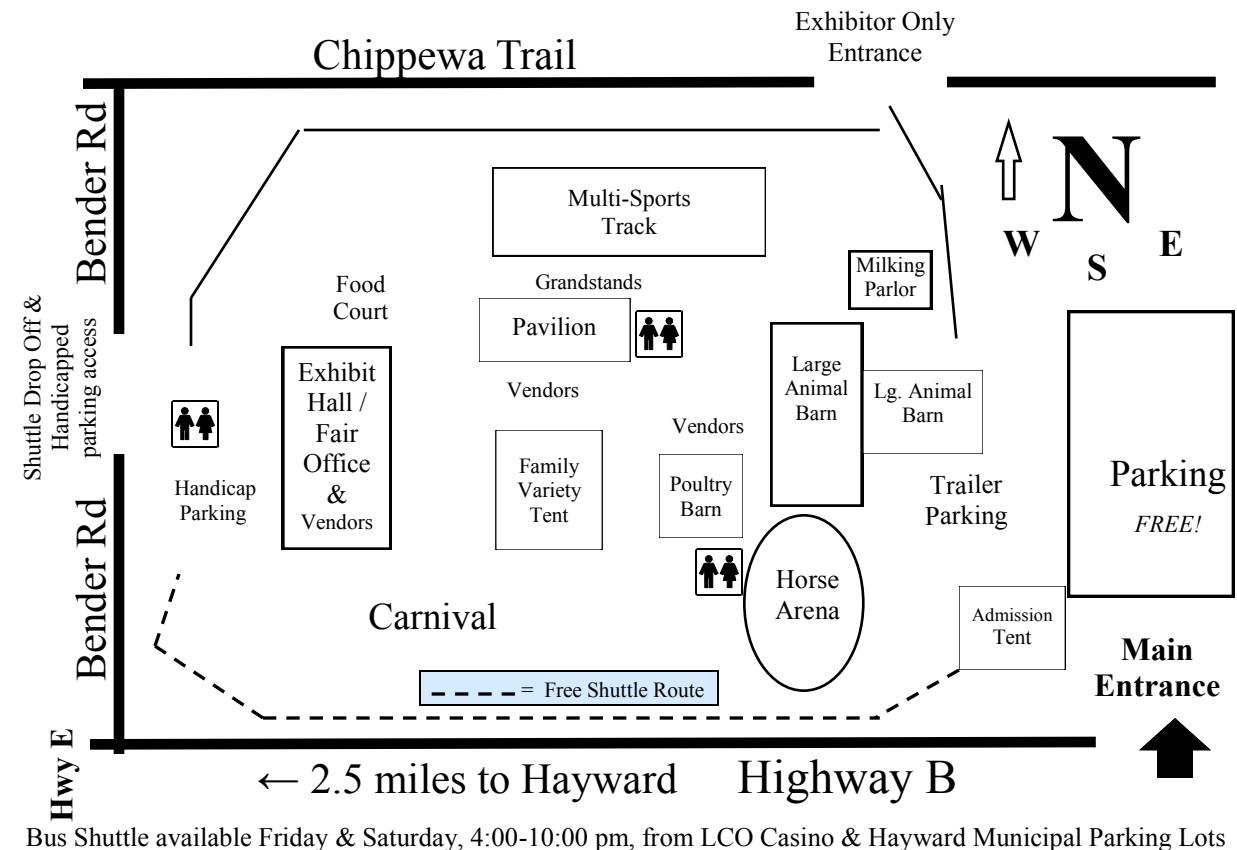 Exhibitor Only
Entrance
Chippewa Trail
Bender Rd
N
W
E
S
Multi-Sports
Track
Milking
Parlor
Food
Court
Grandstands
Pavilion
Shuttle Drop Off &
Handicapped
parking access
Exhibit
Hall /
Fair
Office
&
Vendors
Vendors
Large
Animal
Barn
Lg. Animal
Barn
Vendors
Family
Variety
Tent
Poultry
Barn
Handicap
Parking
Trailer
Parking
Parking
FREE!
Bender Rd
Horse
Arena
Carnival
Admission
Tent
Main
Entrance
= Free Shuttle Route
Hwy E
← 2.5 miles to Hayward
Highway B
Bus Shuttle available Friday & Saturday, 4:00-10:00 pm, from LCO Casino & Hayward Municipal Parking Lots